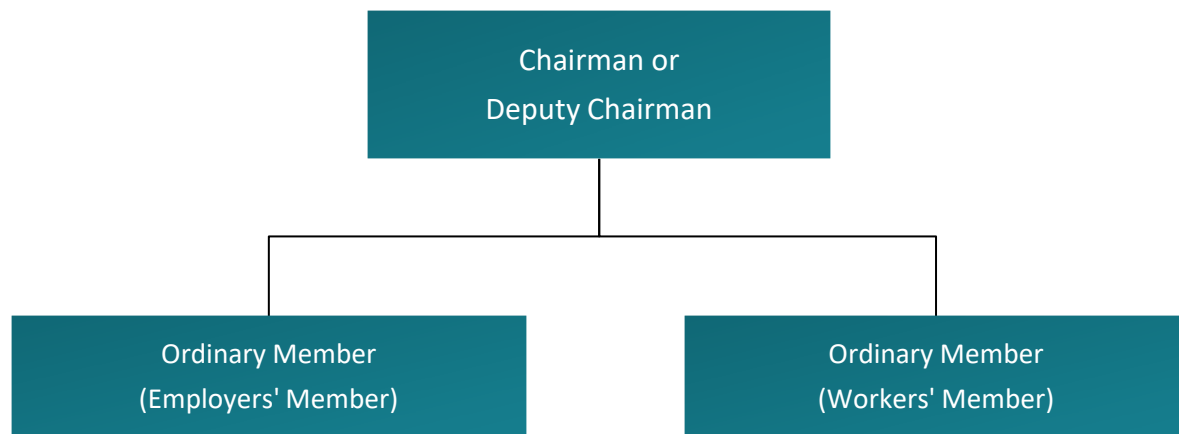 Chairman or
Deputy Chairman
Ordinary Member
(Employers' Member)
Ordinary Member
(Workers' Member)